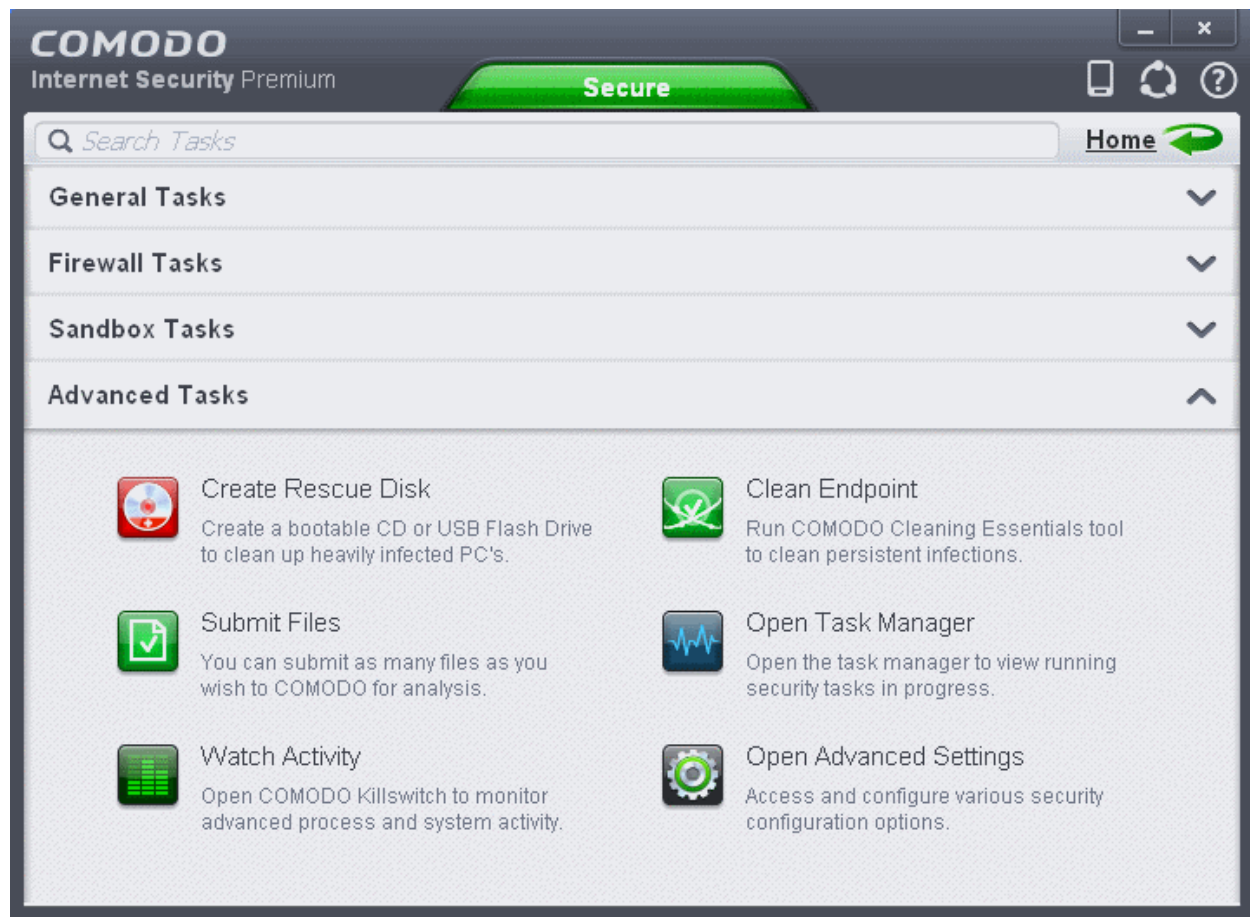 COMODO
Internet Security Premium
Secure
Search Tasks
Home
General Tasks
Firewall Tasks
Sandbox Tasks
Advanced Tasks
Create Rescue Disk
Create a bootable CD or USB Flash Drive
to clean up heavily infected PC's.
Clean Endpoint
Run COMODO Cleaning Essentials tool
to clean persistent infections.
Submit Files
You can submit as many files as you
wish to COMODO for analysis.
Open Task Manager
Open the task manager to view running
security tasks in progress.
Watch Activity
Open COMODO Killswitch to monitor
advanced process and system activity.
Open Advanced Settings
Access and configure various security
configuration options.